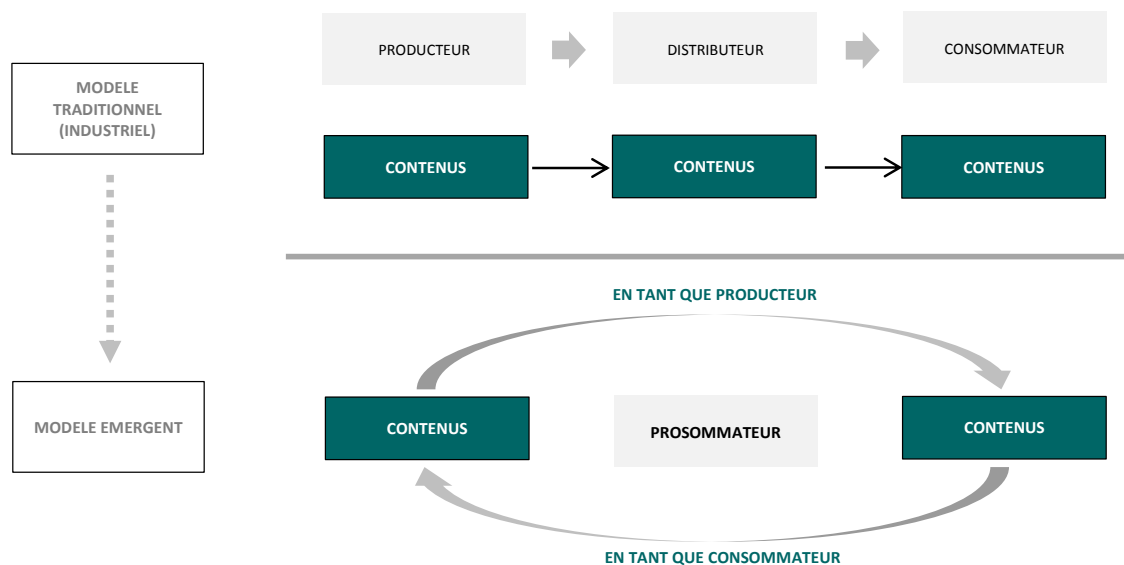 PRODUCTEUR
DISTRIBUTEUR
CONSOMMATEUR
MODELE
TRADITIONNEL
(INDUSTRIEL)
CONTENUS
CONTENUS
CONTENUS
EN TANT QUE PRODUCTEUR
MODELE EMERGENT
CONTENUS
PROSOMMATEUR
CONTENUS
EN TANT QUE CONSOMMATEUR